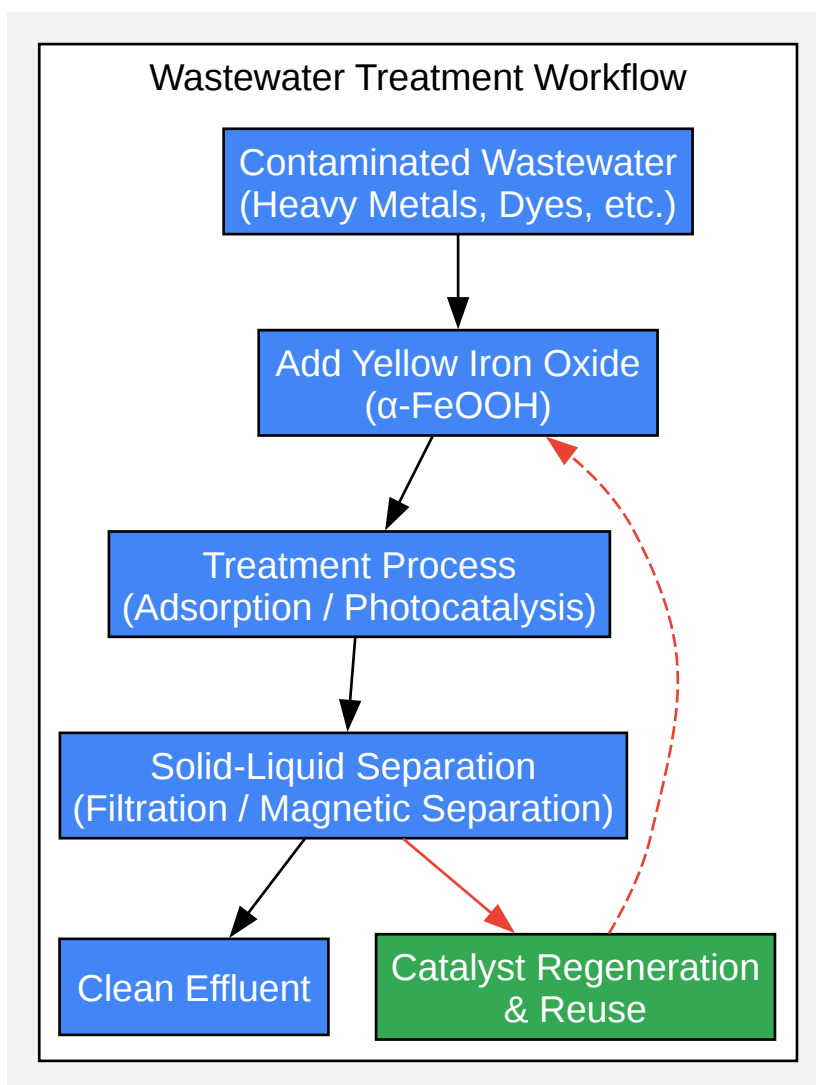 Wastewater Treatment Workflow
Contaminated Wastewater
(Heavy Metals, Dyes, etc.)
Add Yellow Iron Oxide
(α-FeOOH)
Treatment Process
(Adsorption / Photocatalysis)
Solid-Liquid Separation
(Filtration / Magnetic Separation)
Clean Effluent
Catalyst Regeneration
& Reuse